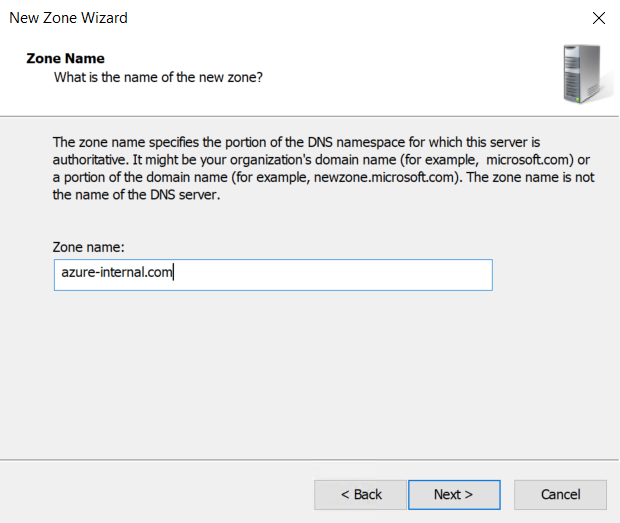 New Zone Wizard
Zone Name
What is the name of the new zone?
The zone name specifies the portion of the DNS namespace for which this server is
authoritative. It might be your organization's domain name (for example, microsoft.com) or
a portion of the domain name (for example, newzone.microsoft.com). The zone name is not
the name of the DNS server.
Zone name:
azure-internal.com
< Back Next > Cancel